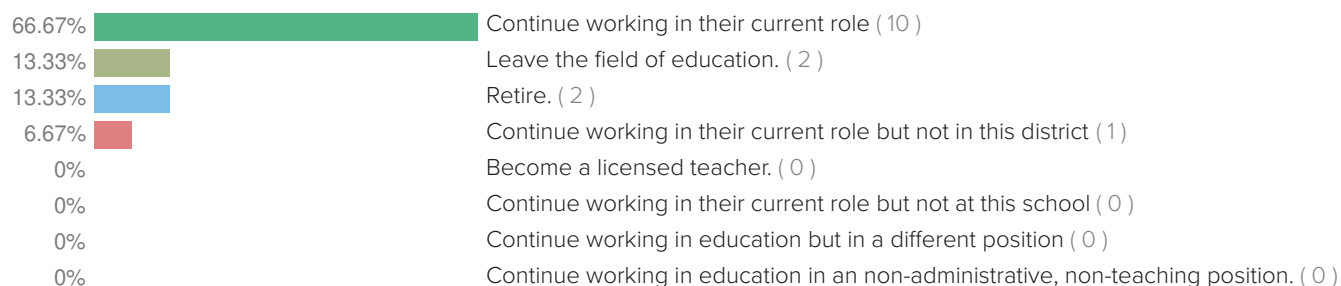 66.67% Continue working in their current role ( 10 )
13.33% Leave the field of education. ( 2 )
13.33% Retire. ( 2 )
6.67% Continue working in their current role but not in this district ( 1 )
0% Become a licensed teacher. ( 0 )
0% Continue working in their current role but not at this school ( 0 )
0% Continue working in education but in a different position ( 0 )
0% Continue working in education in an non-administrative, non-teaching position. ( 0 )